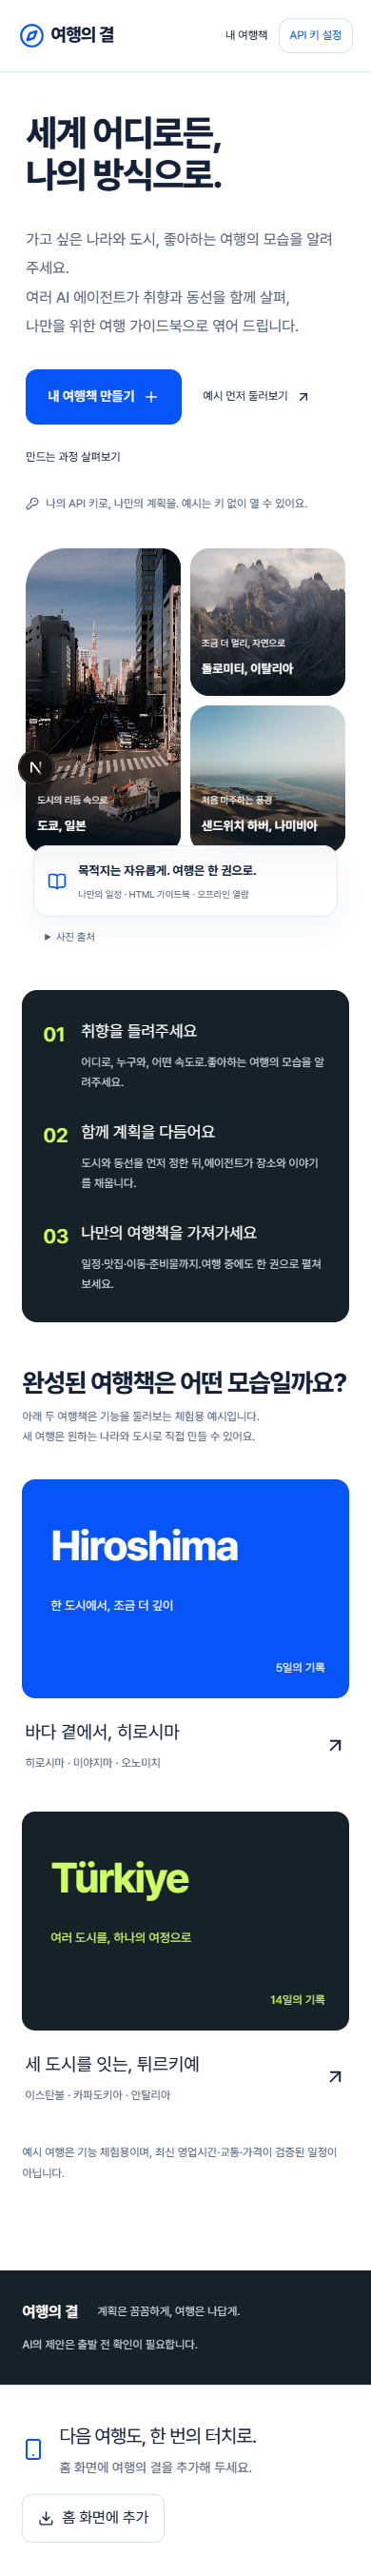 여행의 결
내 여행책
API 키 설정
세계 어디로든,
나의 방식으로.
가고 싶은 나라와 도시, 좋아하는 여행의 모습을 알려
주세요.
여러 AI 에이전트가 취향과 동선을 함께 살펴,
나만을 위한 여행 가이드북으로 엮어 드립니다.
내 여행책 만들기
예시 먼저 둘러보기
만드는 과정 살펴보기
나의 API 키로, 나만의 계획을. 예시는 키 없이 열 수 있어요.
조금 더 멀리, 자연으로
돌로미티, 이탈리아
도시의 리듬 속으로
도쿄, 일본
처음 마주하는 풍경
샌드위치 하버, 나미비아
N
목적지는 자유롭게. 여행은 한 권으로.
나만의 일정 · HTML 가이드북 · 오프라인 열람
▶ 사진 출처
01 취향을 들려주세요
어디로, 누구와, 어떤 속도로.좋아하는 여행의 모습을 알
려주세요.
02 함께 계획을 다듬어요
도시와 동선을 먼저 정한 뒤,에이전트가 장소와 이야기
를 채웁니다.
03 나만의 여행책을 가져가세요
일정·맛집·이동·준비물까지.여행 중에도 한 권으로 펼쳐
보세요.
완성된 여행책은 어떤 모습일까요?
아래 두 여행책은 기능을 둘러보는 체험용 예시입니다.
새 여행은 원하는 나라와 도시로 직접 만들 수 있어요.
Hiroshima
한 도시에서, 조금 더 깊이
5일의 기록
바다 곁에서, 히로시마
히로시마 · 미야지마 · 오노미치
Türkiye
여러 도시를, 하나의 여정으로
14일의 기록
세 도시를 잇는, 튀르키예
이스탄불 · 카파도키아 · 안탈리아
예시 여행은 기능 체험용이며, 최신 영업시간·교통·가격이 검증된 일정이
아닙니다.
여행의 결
계획은 꼼꼼하게, 여행은 나답게.
AI의 제안은 출발 전 확인이 필요합니다.
다음 여행도, 한 번의 터치로.
홈 화면에 여행의 결을 추가해 두세요.
홈 화면에 추가